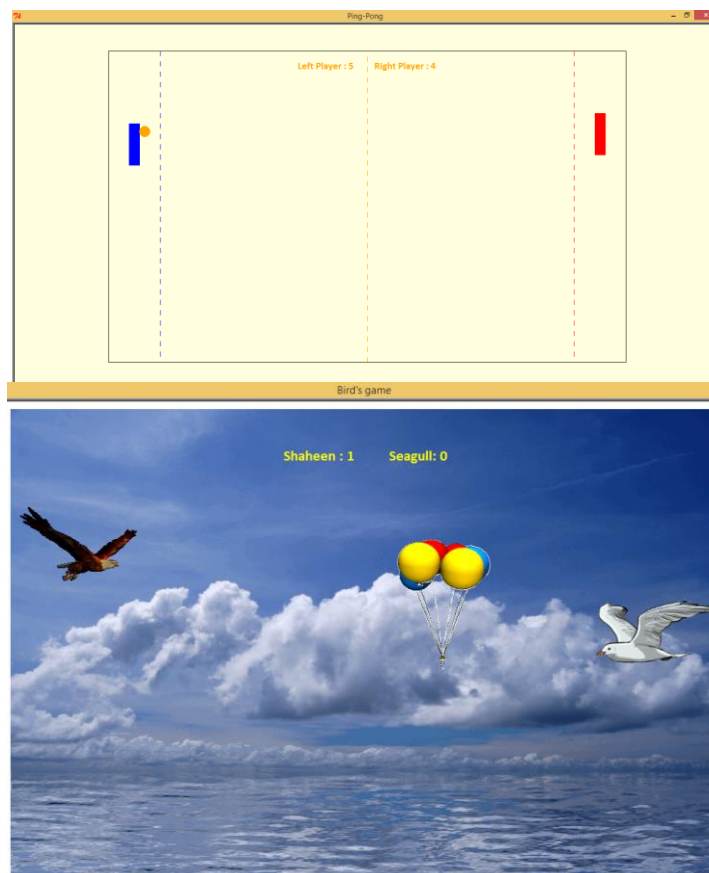 Ping-Pong
Left Player : 5 Right Player : 4
Bird's game
Shaheen : 1 Seagull: 0